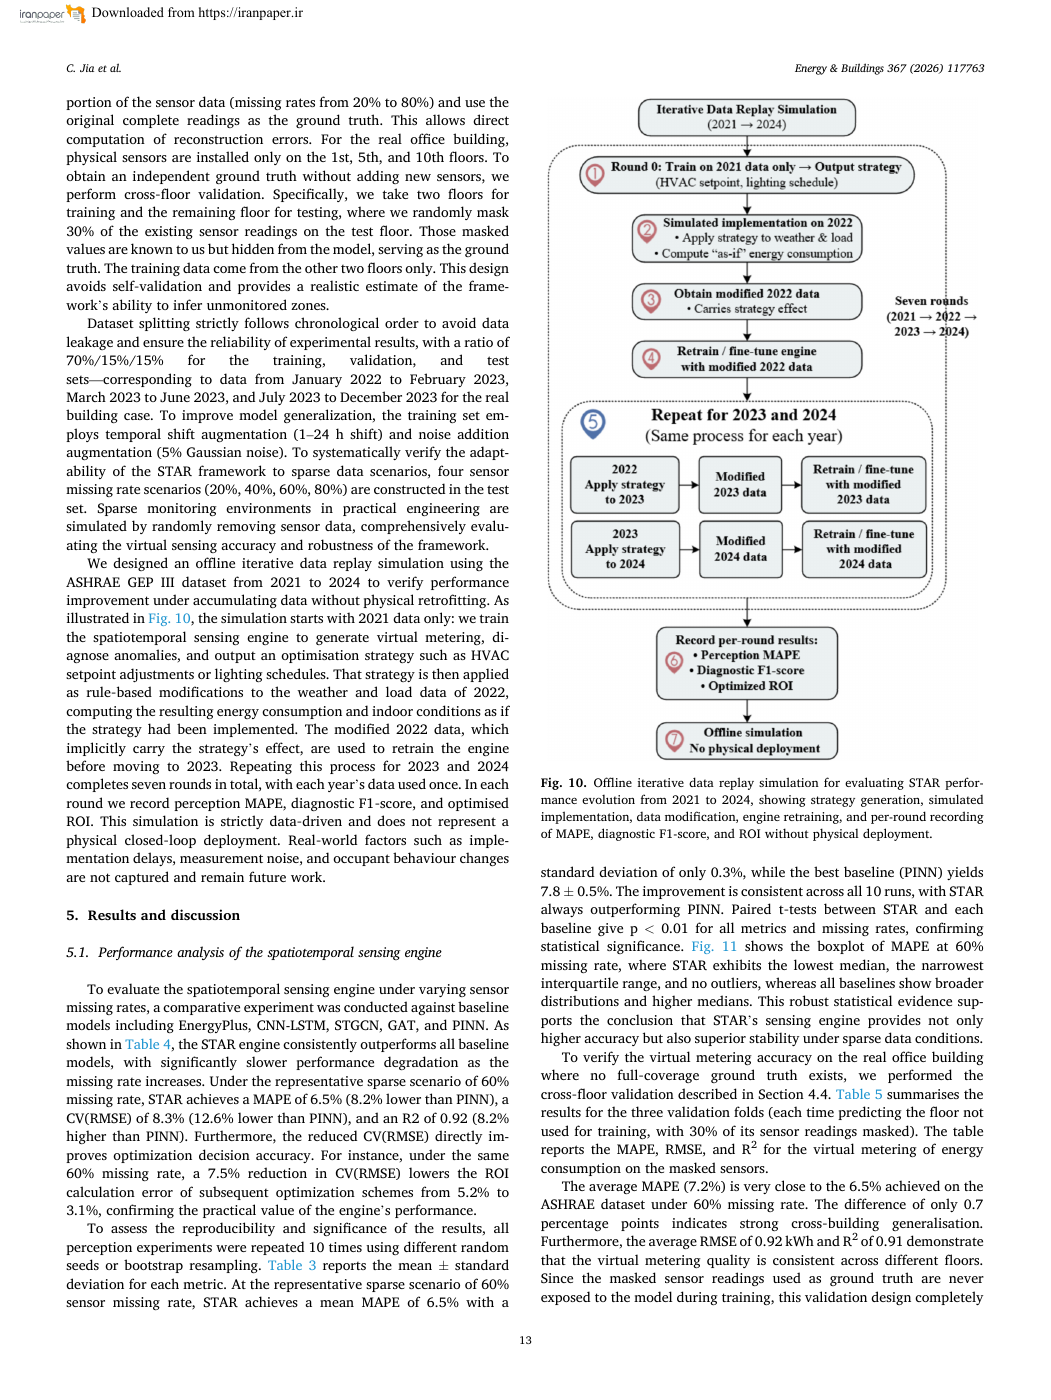 iranpaper
Downloaded from https://iranpaper.ir
C. Jia et al.
Energy & Buildings 367 (2026) 117763
portion of the sensor data (missing rates from 20% to 80%) and use the
original complete readings as the ground truth. This allows direct
computation of reconstruction errors. For the real office building,
physical sensors are installed only on the 1st, 5th, and 10th floors. To
obtain an independent ground truth without adding new sensors, we
perform cross-floor validation. Specifically, we take two floors for
training and the remaining floor for testing, where we randomly mask
30% of the existing sensor readings on the test floor. Those masked
values are known to us but hidden from the model, serving as the ground
truth. The training data come from the other two floors only. This design
avoids self-validation and provides a realistic estimate of the frame-
work's ability to infer unmonitored zones.
Dataset splitting strictly follows chronological order to avoid data
leakage and ensure the reliability of experimental results, with a ratio of
70%/15%/15% for the training, validation, and test
sets—corresponding to data from January 2022 to February 2023,
March 2023 to June 2023, and July 2023 to December 2023 for the real
building case. To improve model generalization, the training set em-
ploys temporal shift augmentation (1–24 h shift) and noise addition
augmentation (5% Gaussian noise). To systematically verify the adapt-
ability of the STAR framework to sparse data scenarios, four sensor
missing rate scenarios (20%, 40%, 60%, 80%) are constructed in the test
set. Sparse monitoring environments in practical engineering are
simulated by randomly removing sensor data, comprehensively evalu-
ating the virtual sensing accuracy and robustness of the framework.
We designed an offline iterative data replay simulation using the
ASHRAE GEP III dataset from 2021 to 2024 to verify performance
improvement under accumulating data without physical retrofitting. As
illustrated in Fig. 10, the simulation starts with 2021 data only: we train
the spatiotemporal sensing engine to generate virtual metering, di-
agnose anomalies, and output an optimisation strategy such as HVAC
setpoint adjustments or lighting schedules. That strategy is then applied
as rule-based modifications to the weather and load data of 2022,
computing the resulting energy consumption and indoor conditions as if
the strategy had been implemented. The modified 2022 data, which
implicitly carry the strategy's effect, are used to retrain the engine
before moving to 2023. Repeating this process for 2023 and 2024
completes seven rounds in total, with each year's data used once. In each
round we record perception MAPE, diagnostic F1-score, and optimised
ROI. This simulation is strictly data-driven and does not represent a
physical closed-loop deployment. Real-world factors such as imple-
mentation delays, measurement noise, and occupant behaviour changes
are not captured and remain future work.
5. Results and discussion
5.1. Performance analysis of the spatiotemporal sensing engine
To evaluate the spatiotemporal sensing engine under varying sensor
missing rates, a comparative experiment was conducted against baseline
models including EnergyPlus, CNN-LSTM, STGCN, GAT, and PINN. As
shown in Table 4, the STAR engine consistently outperforms all baseline
models, with significantly slower performance degradation as the
missing rate increases. Under the representative sparse scenario of 60%
missing rate, STAR achieves a MAPE of 6.5% (8.2% lower than PINN), a
CV(RMSE) of 8.3% (12.6% lower than PINN), and an R2 of 0.92 (8.2%
higher than PINN). Furthermore, the reduced CV(RMSE) directly im-
proves optimization decision accuracy. For instance, under the same
60% missing rate, a 7.5% reduction in CV(RMSE) lowers the ROI
calculation error of subsequent optimization schemes from 5.2% to
3.1%, confirming the practical value of the engine's performance.
To assess the reproducibility and significance of the results, all
perception experiments were repeated 10 times using different random
seeds or bootstrap resampling. Table 3 reports the mean ± standard
deviation for each metric. At the representative sparse scenario of 60%
sensor missing rate, STAR achieves a mean MAPE of 6.5% with a
Iterative Data Replay Simulation
(2021 → 2024)
1
Round 0: Train on 2021 data only → Output strategy
(HVAC setpoint, lighting schedule)
2
Simulated implementation on 2022
• Apply strategy to weather & load
• Compute "as-if" energy consumption
3
Obtain modified 2022 data
• Carries strategy effect
Seven rounds
(2021 → 2022 →
2023 → 2024)
4
Retrain / fine-tune engine
with modified 2022 data
5
Repeat for 2023 and 2024
(Same process for each year)
2022
Apply strategy
to 2023
Modified
2023 data
Retrain / fine-tune
with modified
2023 data
2023
Apply strategy
to 2024
Modified
2024 data
Retrain / fine-tune
with modified
2024 data
6
Record per-round results:
• Perception MAPE
• Diagnostic F1-score
• Optimized ROI
7
Offline simulation
No physical deployment
Fig. 10. Offline iterative data replay simulation for evaluating STAR perfor-
mance evolution from 2021 to 2024, showing strategy generation, simulated
implementation, data modification, engine retraining, and per-round recording
of MAPE, diagnostic F1-score, and ROI without physical deployment.
standard deviation of only 0.3%, while the best baseline (PINN) yields
7.8 ± 0.5%. The improvement is consistent across all 10 runs, with STAR
always outperforming PINN. Paired t-tests between STAR and each
baseline give p < 0.01 for all metrics and missing rates, confirming
statistical significance. Fig. 11 shows the boxplot of MAPE at 60%
missing rate, where STAR exhibits the lowest median, the narrowest
interquartile range, and no outliers, whereas all baselines show broader
distributions and higher medians. This robust statistical evidence sup-
ports the conclusion that STAR's sensing engine provides not only
higher accuracy but also superior stability under sparse data conditions.
To verify the virtual metering accuracy on the real office building
where no full-coverage ground truth exists, we performed the
cross-floor validation described in Section 4.4. Table 5 summarises the
results for the three validation folds (each time predicting the floor not
used for training, with 30% of its sensor readings masked). The table
reports the MAPE, RMSE, and R² for the virtual metering of energy
consumption on the masked sensors.
The average MAPE (7.2%) is very close to the 6.5% achieved on the
ASHRAE dataset under 60% missing rate. The difference of only 0.7
percentage points indicates strong cross-building generalisation.
Furthermore, the average RMSE of 0.92 kWh and R² of 0.91 demonstrate
that the virtual metering quality is consistent across different floors.
Since the masked sensor readings used as ground truth are never
exposed to the model during training, this validation design completely
13